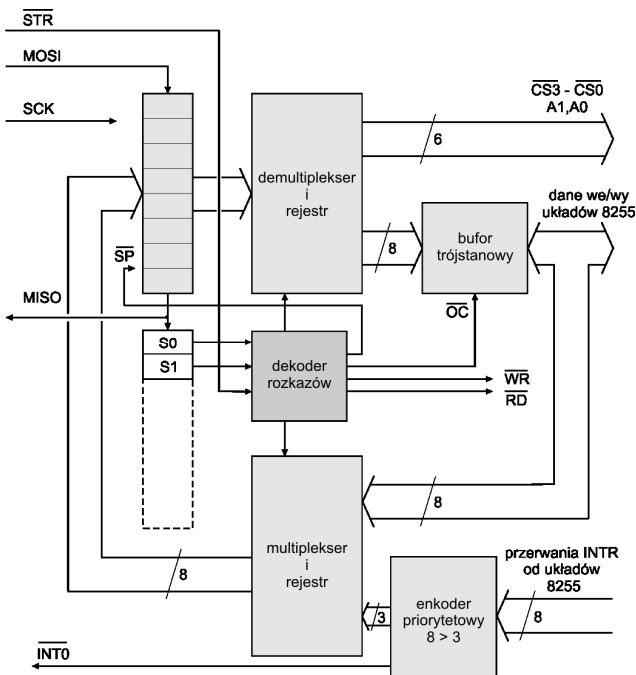 STR
MOSI
SCK
CS3 - CS0
A1,A0
6
demultiplekser
i
rejestr
dane we/wy
układów 8255
8
bufor
trójstanowy
SP
MISO
OC
S0
S1
dekoder
rozkazów
WR
RD
8
multiplekser
i
rejestr
8
przerwania INTR
od układów
8255
3
enkoder
priorytetowy
8 > 3
8
INT0